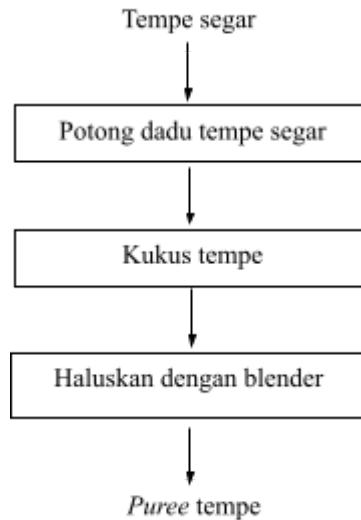 Tempe segar
Potong dadu tempe segar
Kukus tempe
Haluskan dengan blender
Puree tempe